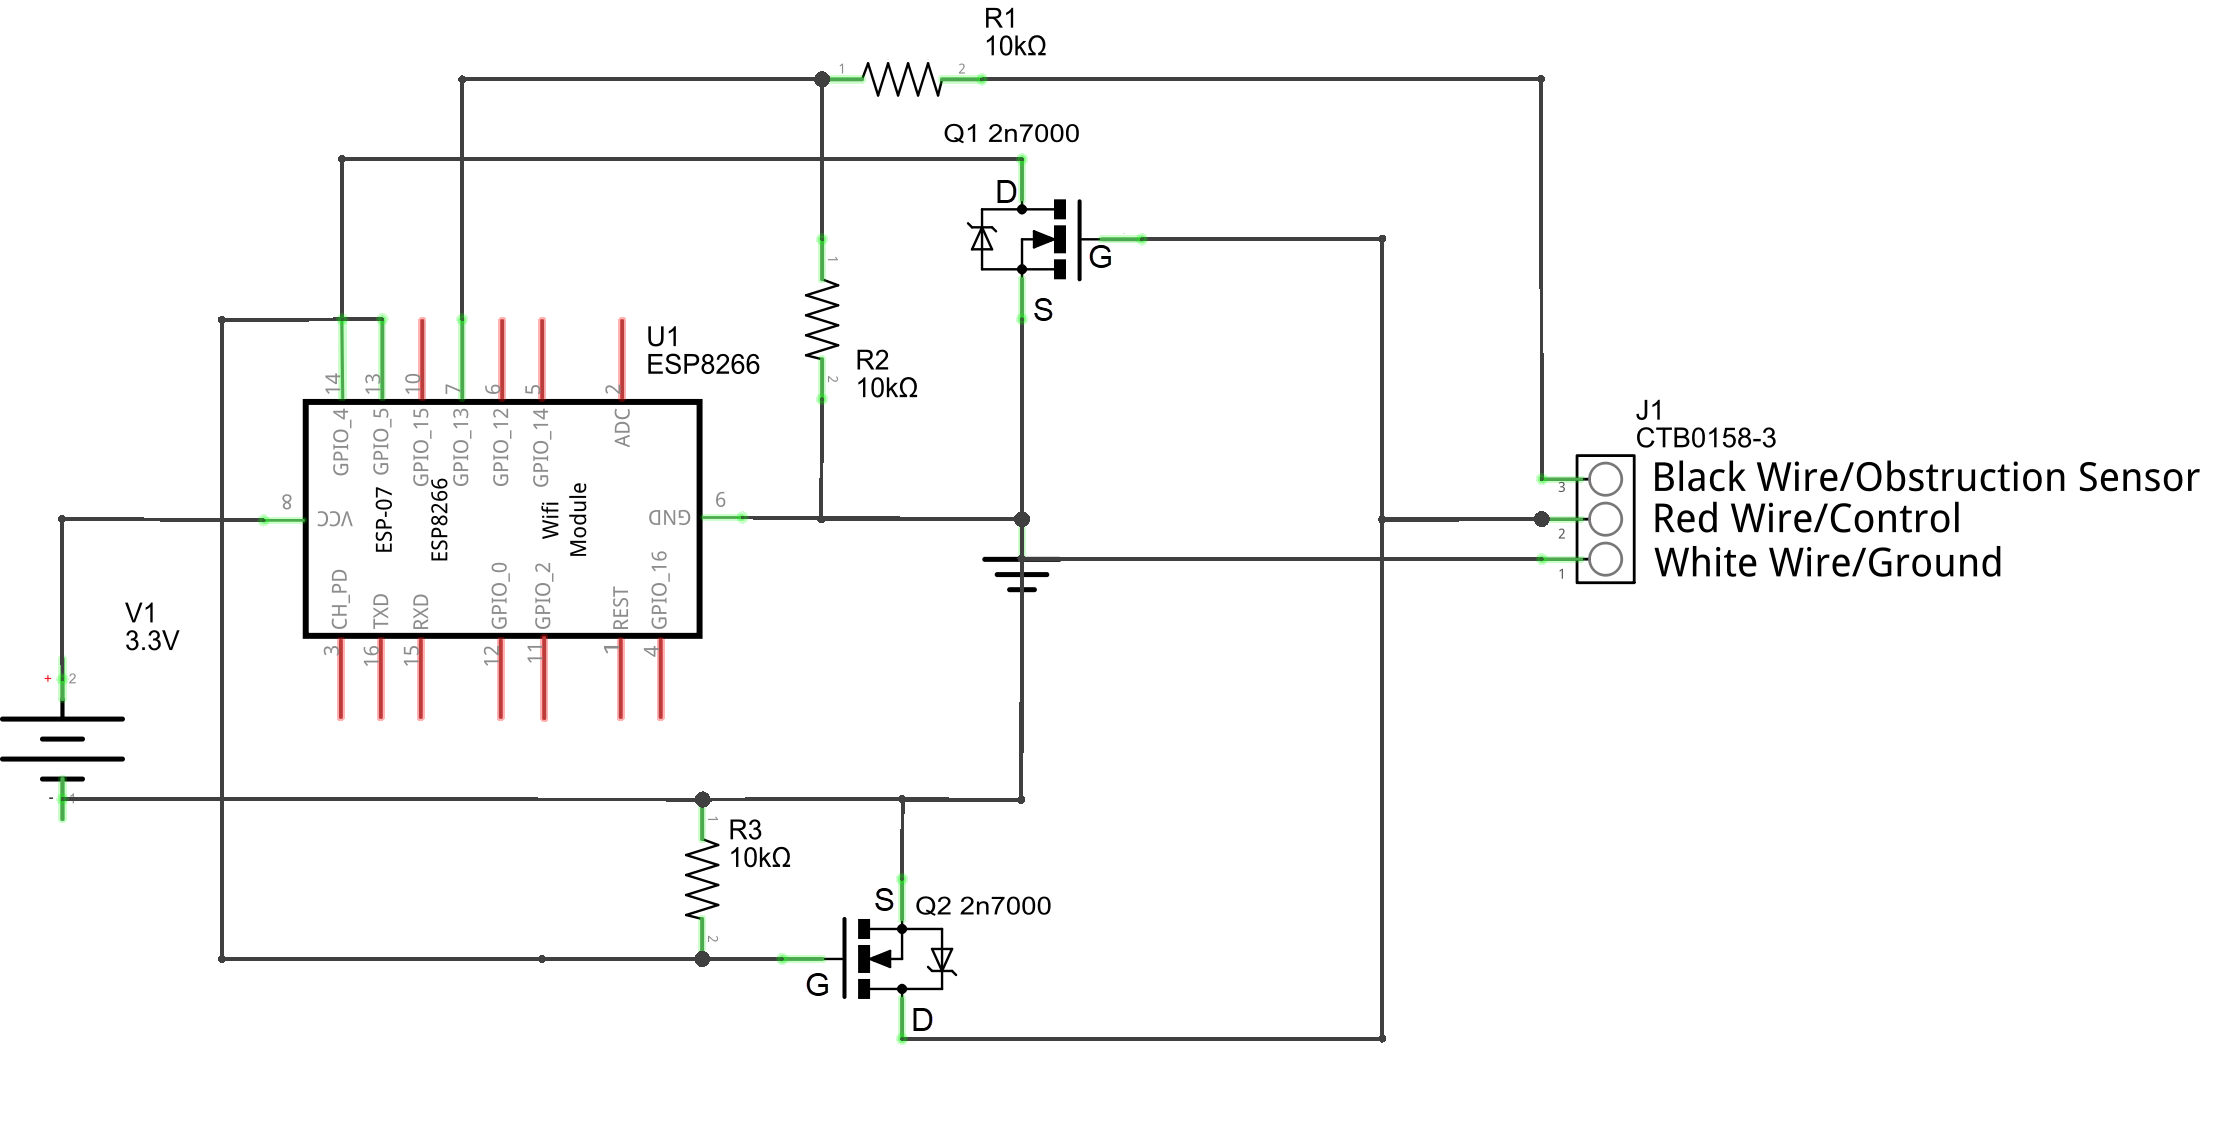 R1
10kΩ
1
2
Q1 2n7000
D
G
S
1
2
R2
10kΩ
U1
ESP8266
14
13
10
7
6
5
2
GPIO_4
GPIO_5
GPIO_15
GPIO_13
GPIO_12
GPIO_14
ADC
8
VCC
ESP-07
ESP8266
Wifi
Module
GND
9
CH_PD
TXD
RXD
GPIO_0
GPIO_2
REST
GPIO_16
3
16
15
12
11
1
4
J1
CTB0158-3
3
Black Wire/Obstruction Sensor
2
Red Wire/Control
1
White Wire/Ground
V1
3.3V
+
2
-
1
1
R3
10kΩ
2
S
Q2 2n7000
G
D